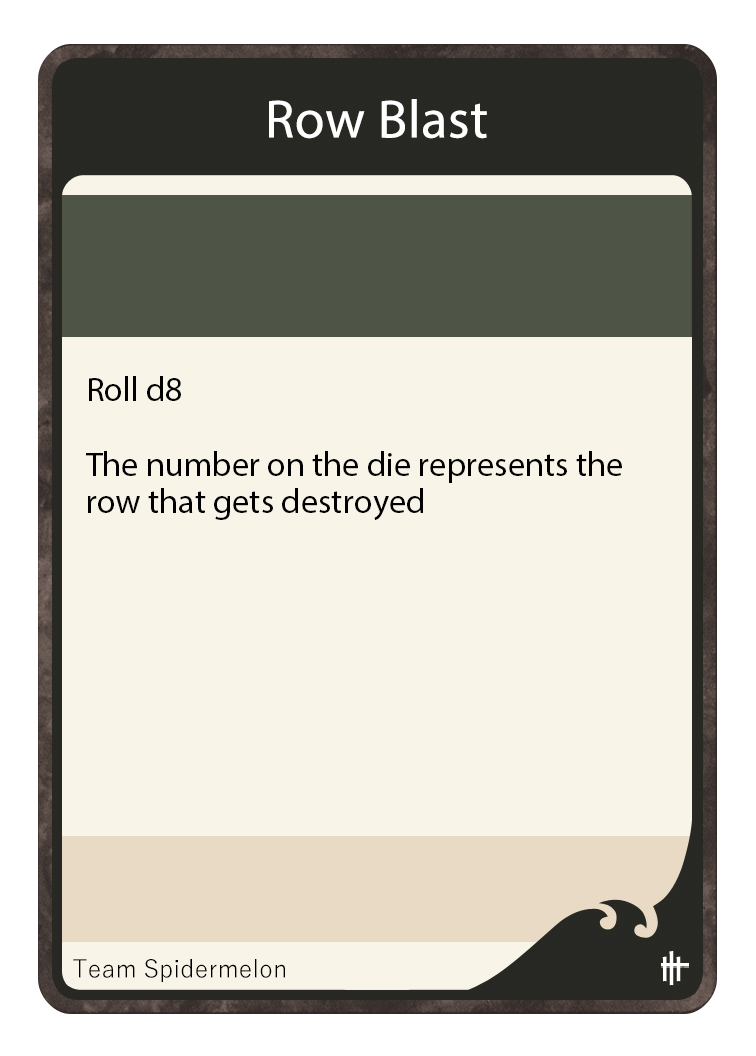 Row Blast
Roll d8
The number on the die represents the
row that gets destroyed
Team Spidermelon